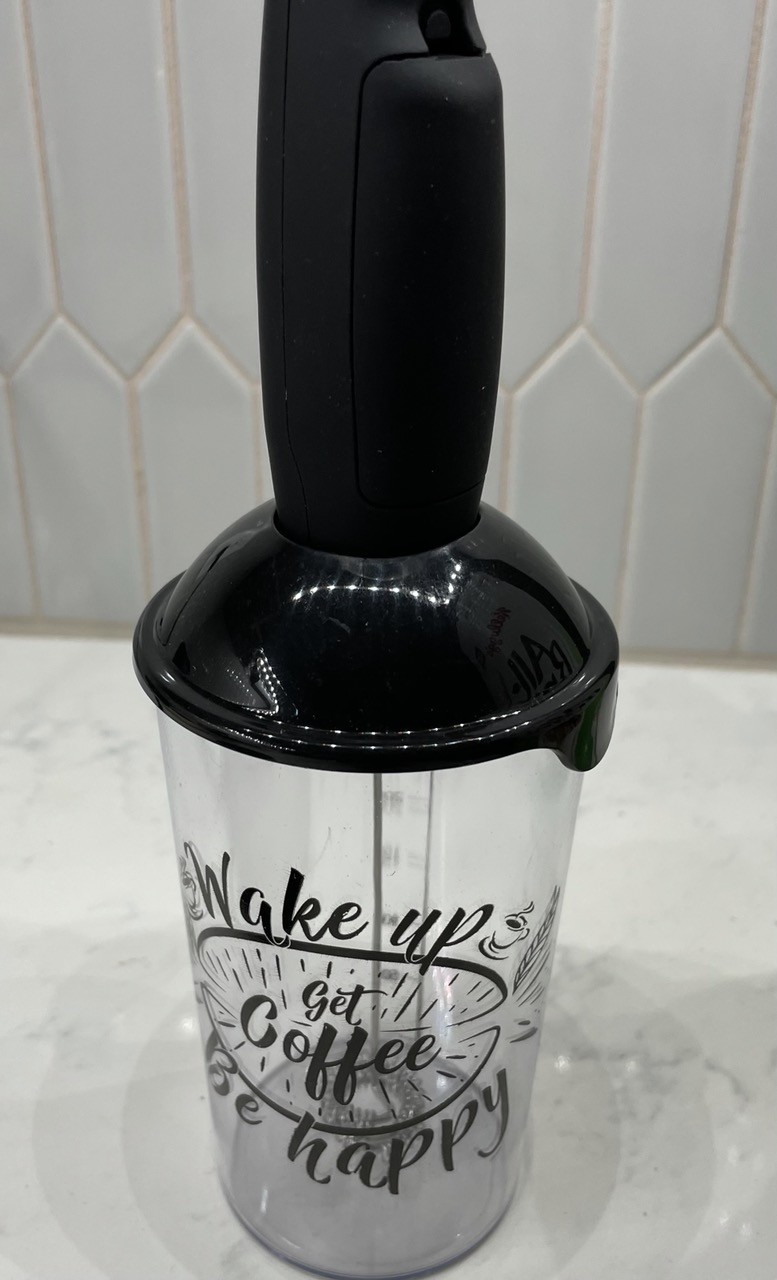 Wake up
Get
Coffee
Be happy